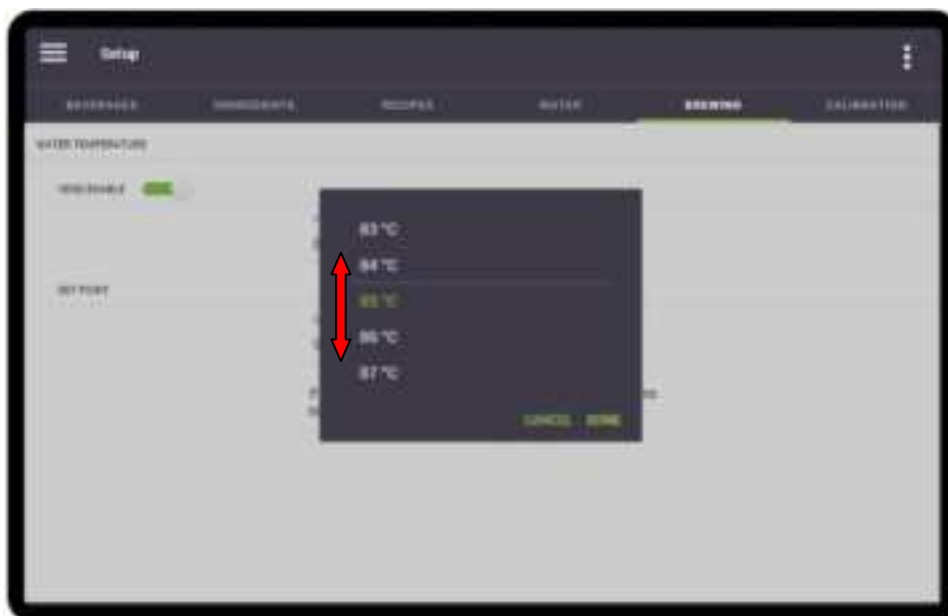 Setup
BEVERAGES INGREDIENTS RECIPES WATER BREWING CALIBRATION
WATER TEMPERATURE
83 °C
84 °C
85 °C
86 °C
87 °C
SET POINT
CANCEL DONE